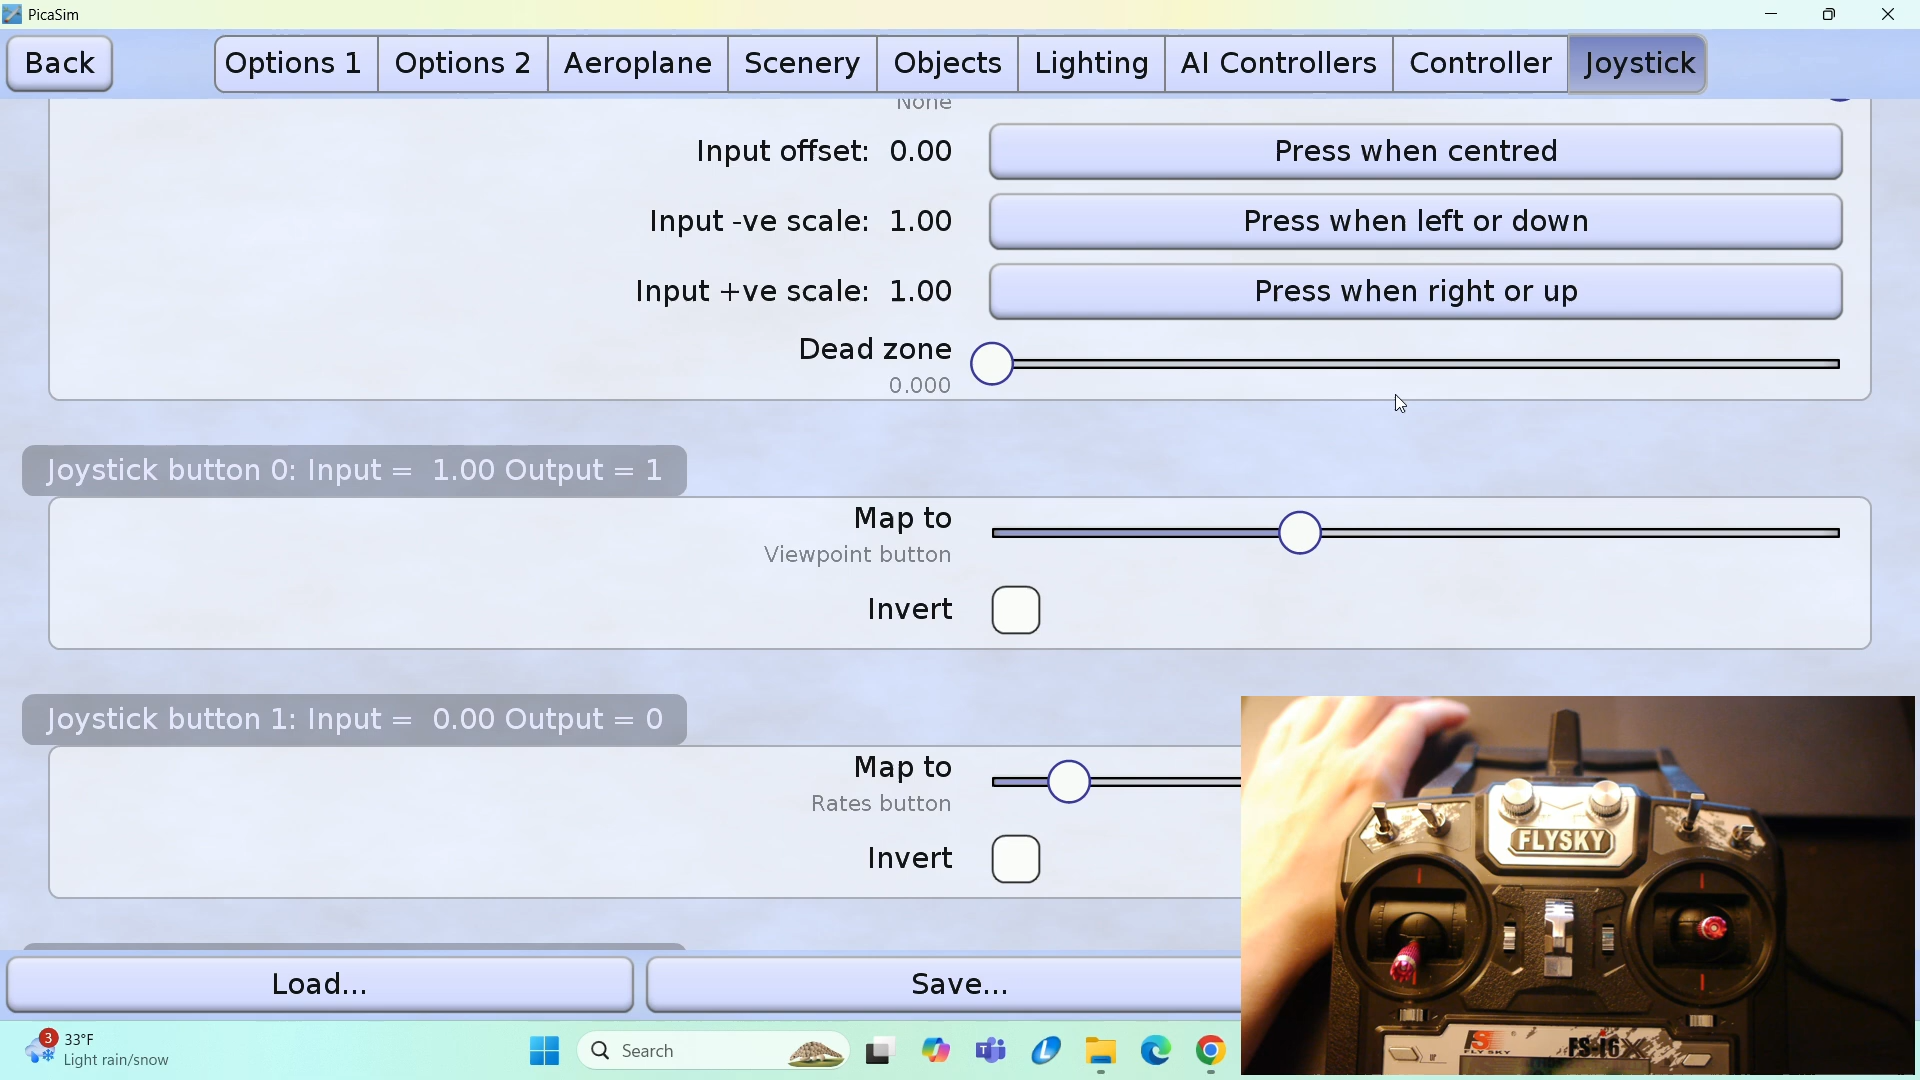 PicaSim
Back
Options 1
Options 2
Aeroplane
Scenery
Objects
Lighting
AI Controllers
Controller
Joystick
None
Input offset: 0.00
Press when centred
Input -ve scale: 1.00
Press when left or down
Input +ve scale: 1.00
Press when right or up
Dead zone
0.000
Joystick button 0: Input = 1.00 Output = 1
Map to
Viewpoint button
Invert
Joystick button 1: Input = 0.00 Output = 0
Map to
Rates button
Invert
Load...
Save...
3
33°F
Light rain/snow
Search
FLYSKY
FS
FLY SKY
FS-i6X